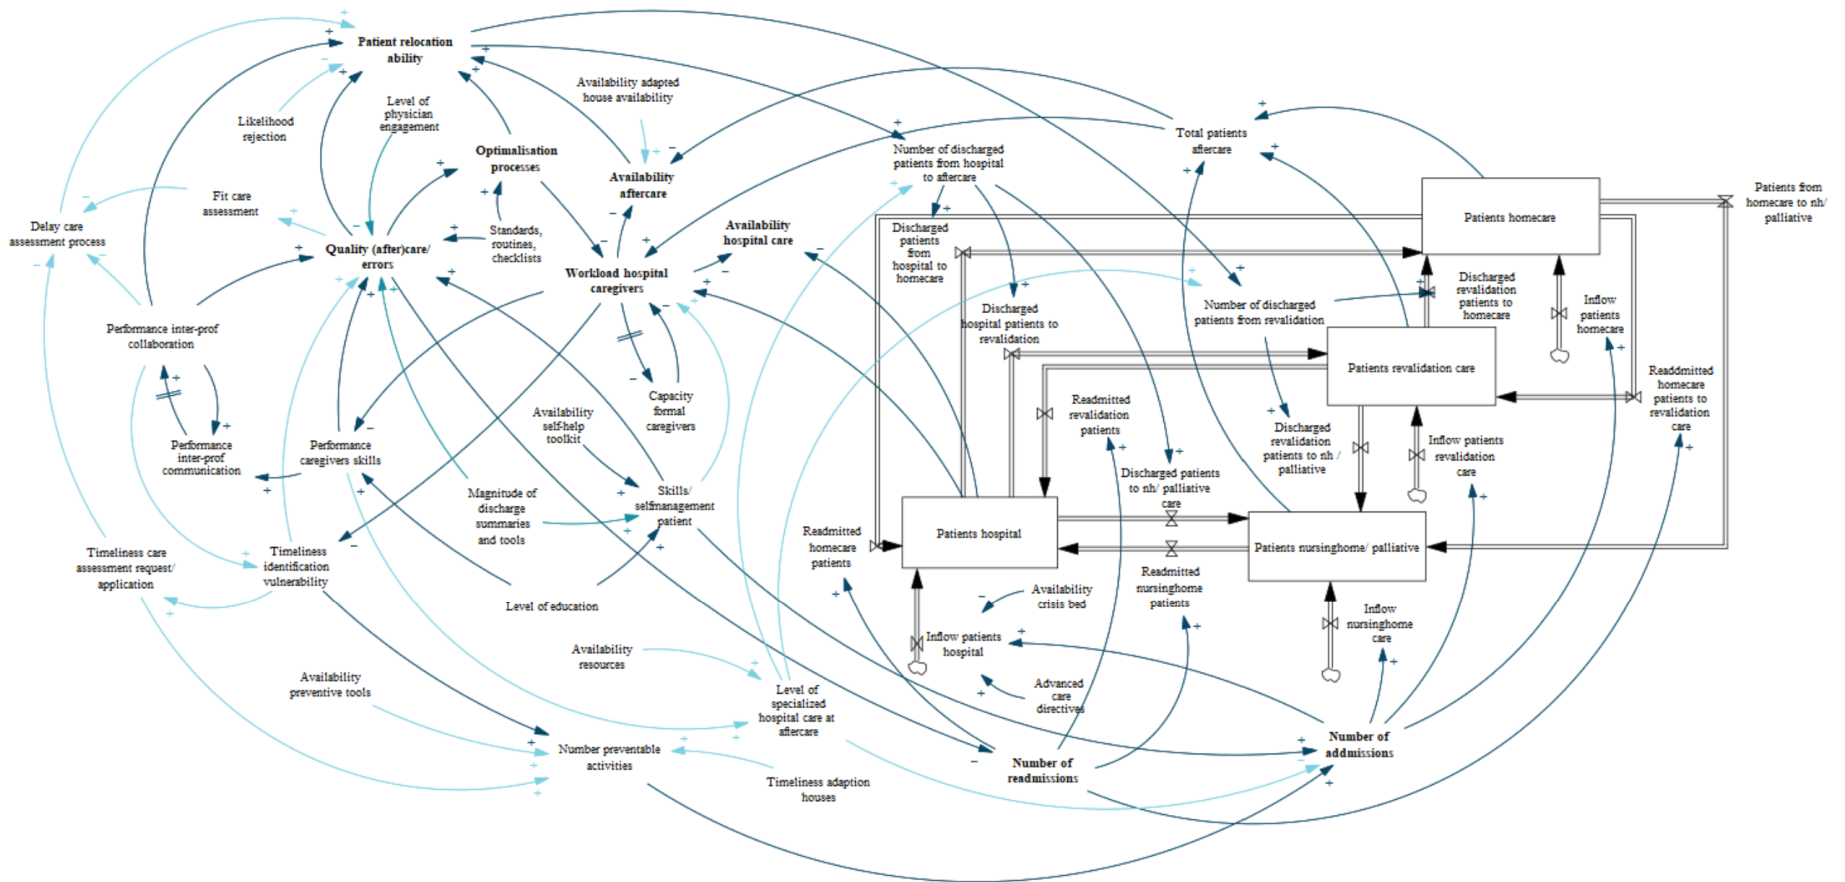 Patient relocation
ability
Availability adapted
house availability
Likelihood
rejection
Level of
physician
engagement
Optimalisation
processes
Availability
aftercare
Number of discharged
patients from hospital
to aftercare
Total patients
aftercare
Patients homecare
Patients from
homecare to nh/
palliative
Fit care
assessment
Delay care
assessment process
Quality (after)care/
errors
Standards,
routines,
checklists
Availability
hospital care
Workload hospital
caregivers
Discharged
patients
from
hospital to
homecare
Discharged
hospital patients to
revalidation
Number of discharged
patients from revalidation
Discharged
revalidation
patients to
homecare
Inflow
patients
homecare
Performance inter-prof
collaboration
Capacity
formal
caregivers
Patients revalidation care
Readdmitted
homecare
patients to
revalidation
care
Readmitted
revalidation
patients
Availability
self-help
toolkit
Performance
inter-prof
communication
Performance
caregivers skills
Discharged
revalidation
patients to nh /
palliative
Inflow patients
revalidation
care
Discharged patients
to nh/ palliative
care
Magnitude of
discharge
summaries
and tools
Skills/
selfmanagement
patient
Patients hospital
Patients nursinghome/ palliative
Readmitted
homecare
patients
Timeliness care
assessment request/
application
Timeliness
identification
vulnerability
Readmitted
nursinghome
patients
Level of education
Availability
crisis bed
Inflow
nursinghome
care
Inflow patients
hospital
Availability
resources
Availability
preventive tools
Advanced
care
directives
Level of
specialized
hospital care at
aftercare
Number preventable
activities
Timeliness adaption
houses
Number of
readmissions
Number of
addmissions